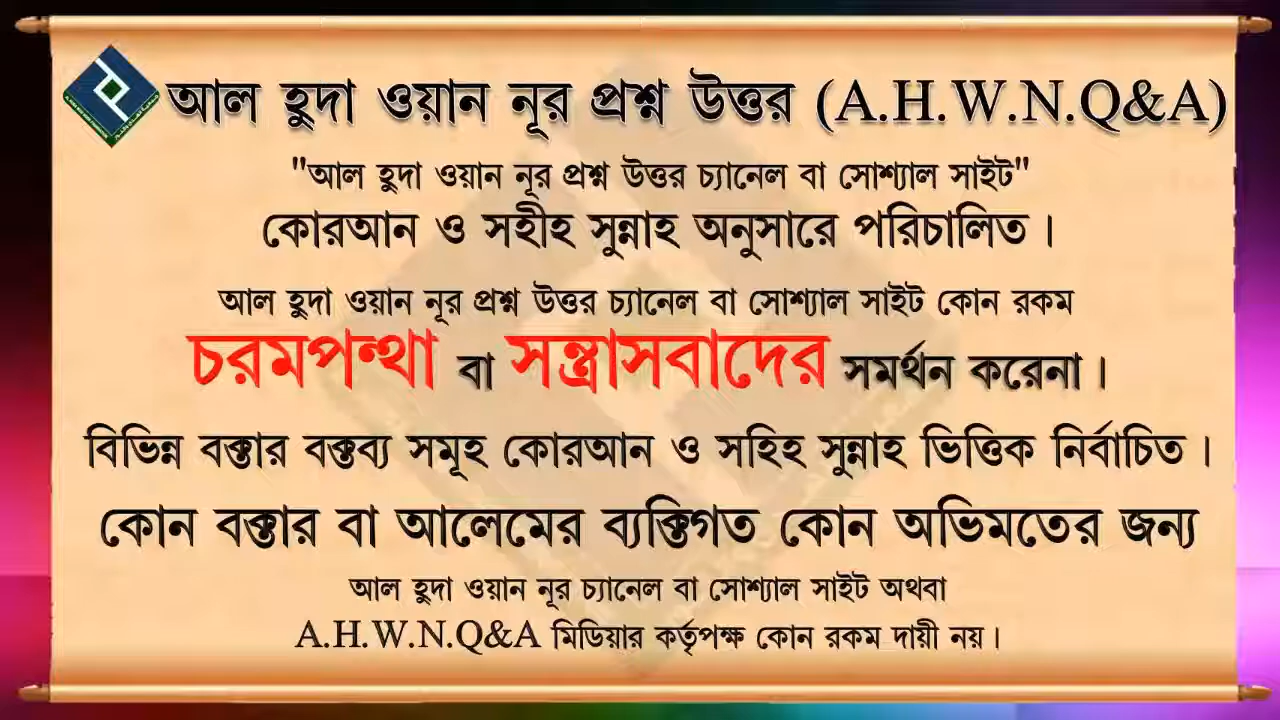 আল হুদা ওয়ান নূর প্রশ্ন উত্তর (A.H.W.N.Q&A)
"আল হুদা ওয়ান নূর প্রশ্ন উত্তর চ্যানেল বা সোশ্যাল সাইট"
কোরআন ও সহীহ সুন্নাহ অনুসারে পরিচালিত।
আল হুদা ওয়ান নূর প্রশ্ন উত্তর চ্যানেল বা সোশ্যাল সাইট কোন রকম
চরমপন্থা বা সন্ত্রাসবাদের সমর্থন করেনা।
বিভিন্ন বক্তার বক্তব্য সমূহ কোরআন ও সহিহ সুন্নাহ ভিত্তিক নির্বাচিত।
কোন বক্তার বা আলেমের ব্যক্তিগত কোন অভিমতের জন্য
আল হুদা ওয়ান নূর চ্যানেল বা সোশ্যাল সাইট অথবা
A.H.W.N.Q&A মিডিয়ার কর্তৃপক্ষ কোন রকম দায়ী নয়।